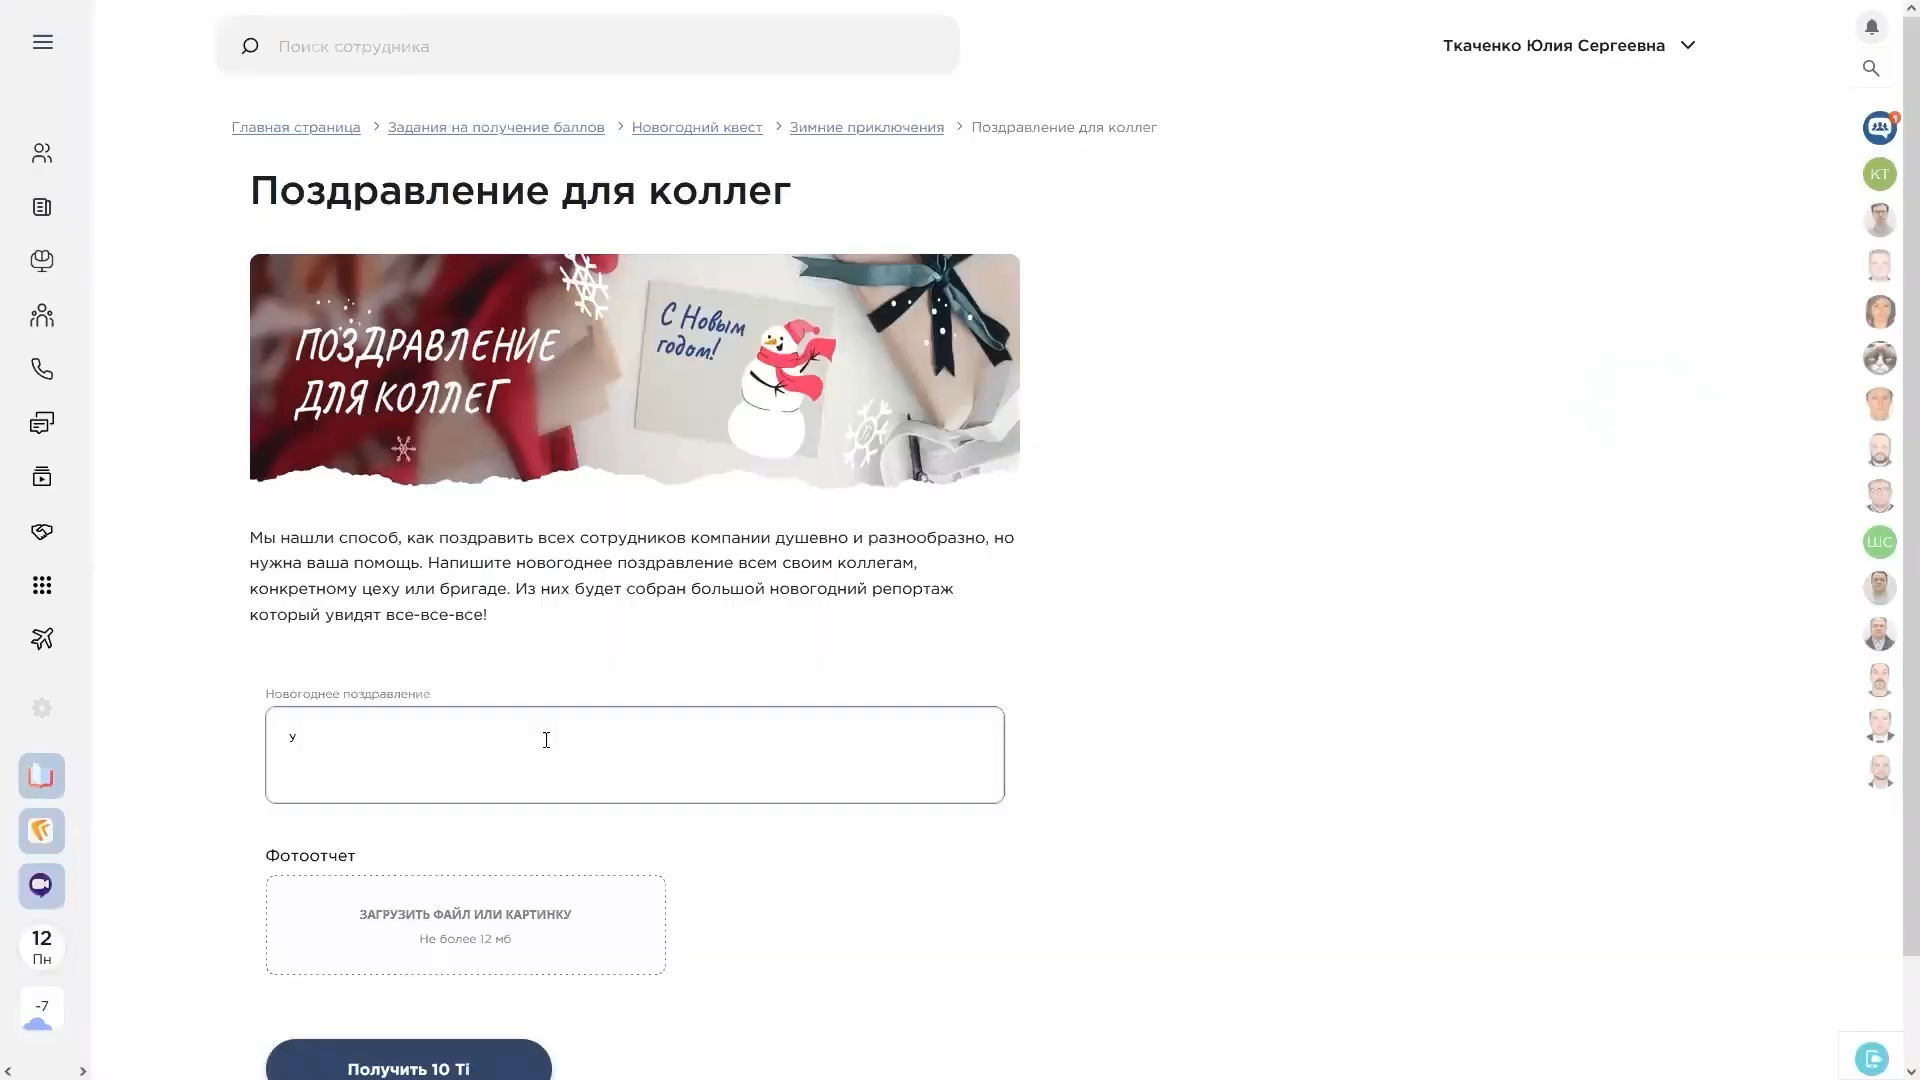 Поиск сотрудника
Ткаченко Юлия Сергеевна
Главная страница > Задания на получение баллов > Новогодний квест > Зимние приключения > Поздравление для коллег
Поздравление для коллег
ПОЗДРАВЛЕНИЕ
ДЛЯ КОЛЛЕГ
С Новым
годом!
Мы нашли способ, как поздравить всех сотрудников компании душевно и разнообразно, но
нужна ваша помощь. Напишите новогоднее поздравление всем своим коллегам,
конкретному цеху или бригаде. Из них будет собран большой новогодний репортаж
который увидят все-все-все!
Новогоднее поздравление
У
Фотоотчет
ЗАГРУЗИТЬ ФАЙЛ ИЛИ КАРТИНКУ
Не более 12 мб
Получить 10 Ti
12
Пн
-7
1
КТ
ШС